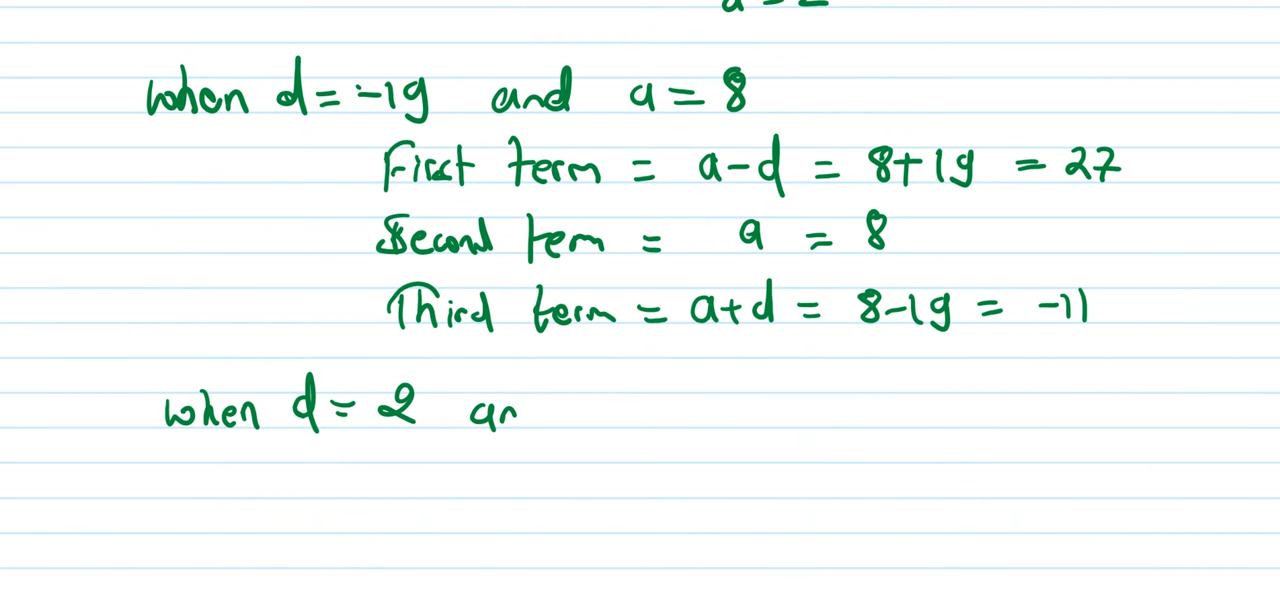 when d = -19 and a = 8
First term = a-d = 8+19 = 27
Second term = a = 8
Third term = a+d = 8-19 = -11
when d = 2 an